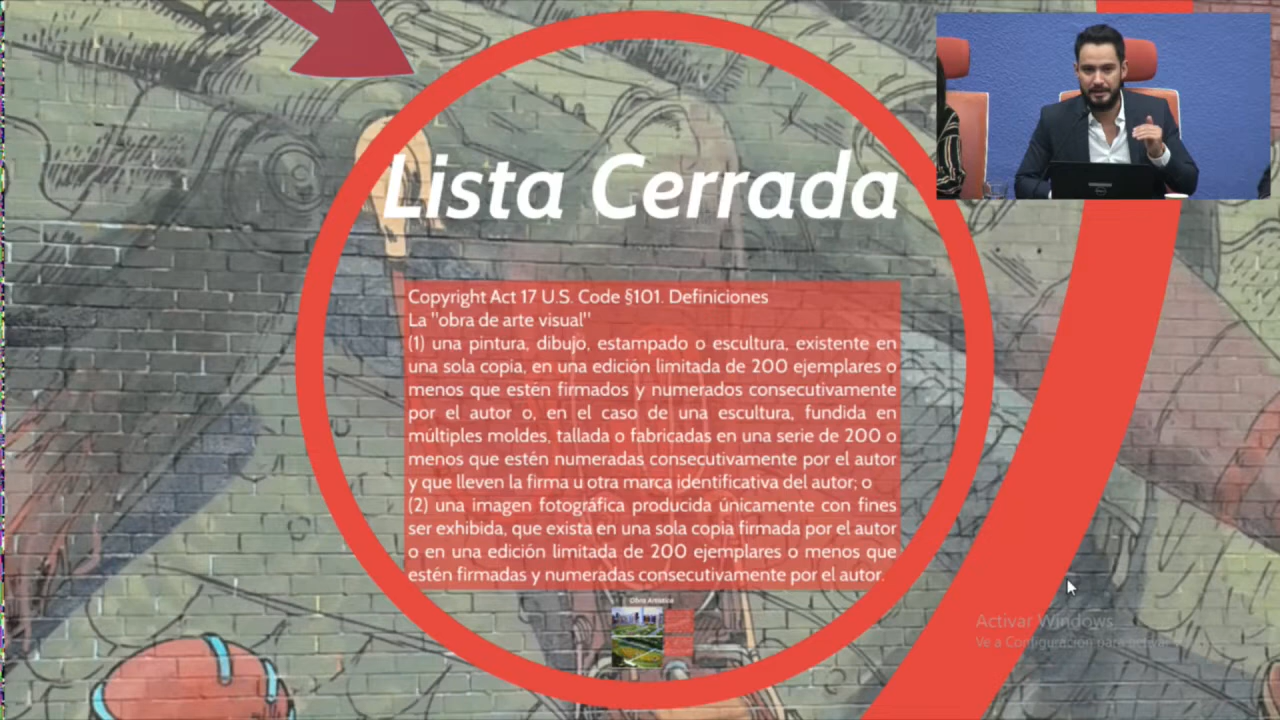 Lista Cerrada
Copyright Act 17 U.S. Code §101. Definiciones
La "obra de arte visual"
(1) una pintura, dibujo, estampado o escultura, existente en
una sola copia, en una edición limitada de 200 ejemplares o
menos que estén firmados y numerados consecutivamente
por el autor o, en el caso de una escultura, fundida en
múltiples moldes, tallada o fabricadas en una serie de 200 o
menos que estén numeradas consecutivamente por el autor
y que lleven la firma u otra marca identificativa del autor; o
(2) una imagen fotográfica producida únicamente con fines
ser exhibida, que exista en una sola copia firmada por el autor
o en una edición limitada de 200 ejemplares o menos que
estén firmadas y numeradas consecutivamente por el autor.
Obra Artística
Activar Windows
Ve a Configuración para activar